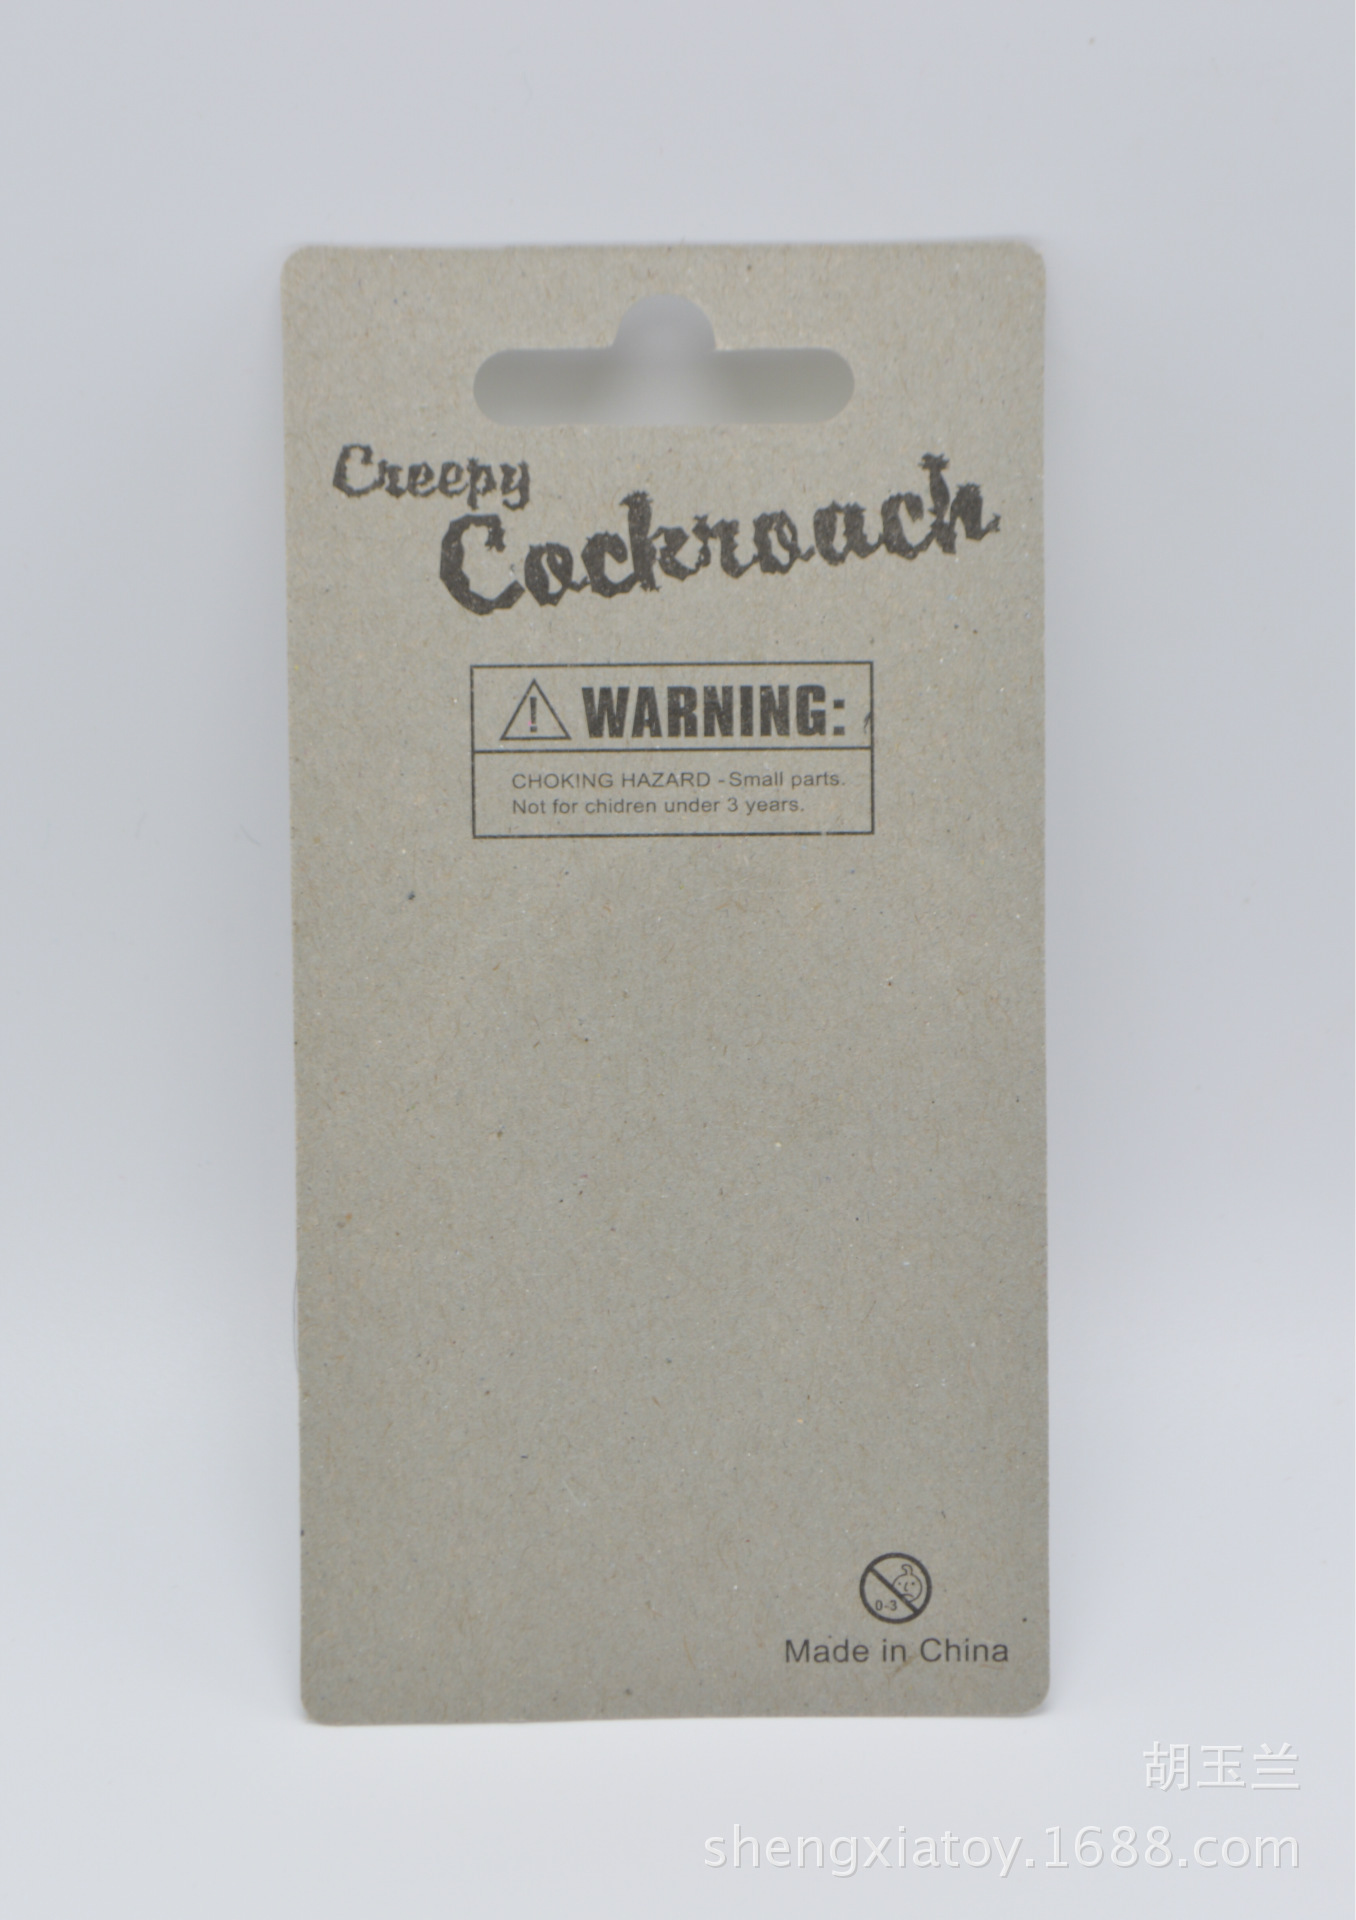 Creepy
Cockroach
WARNING:
CHOKING HAZARD - Small parts.
Not for chidren under 3 years.
0-3
Made in China
胡玉兰
shengxiatoy.1688.com